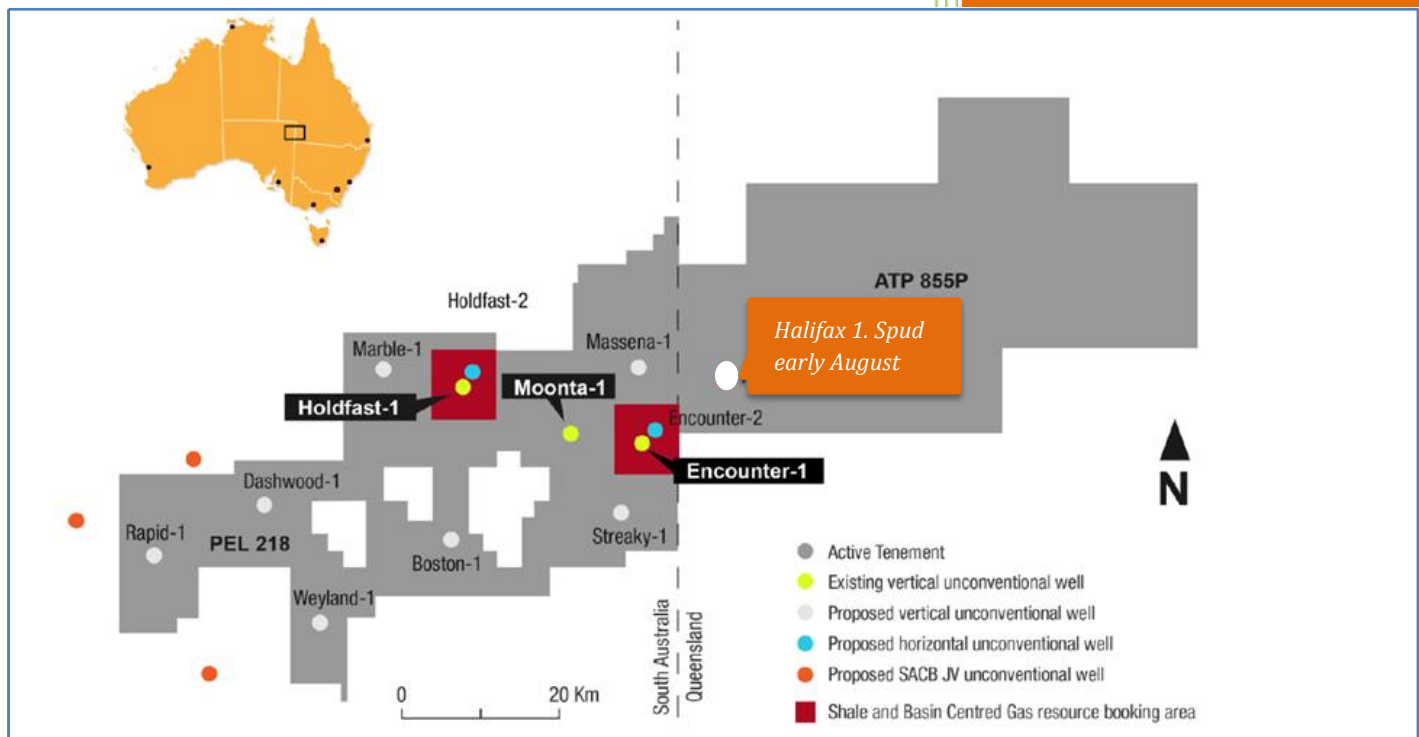 Holdfast-2
ATP 855P
Halifax 1. Spud
early August
Marble-1
Massena-1
Moonta-1
Holdfast-1
Encounter-2
Encounter-1
N
Dashwood-1
Rapid-1
PEL 218
Boston-1
Streaky-1
Weyland-1
South Australia
Queensland
0
20 Km
Active Tenement
Existing vertical unconventional well
Proposed vertical unconventional well
Proposed horizontal unconventional well
Proposed SACB JV unconventional well
Shale and Basin Centred Gas resource booking area